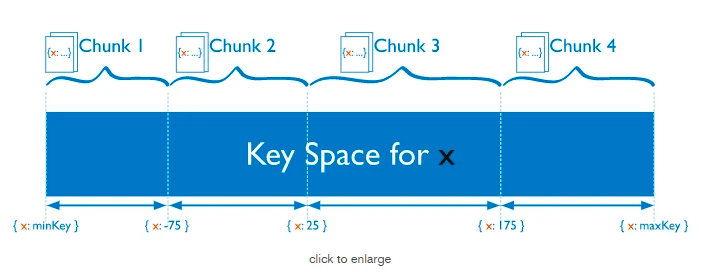 {x: ...} Chunk 1 {x: ...} Chunk 2 {x: ...} Chunk 3 {x: ...} Chunk 4
Key Space for x
{ x: minKey } { x: -75 } { x: 25 } { x: 175 } { x: maxKey }
click to enlarge